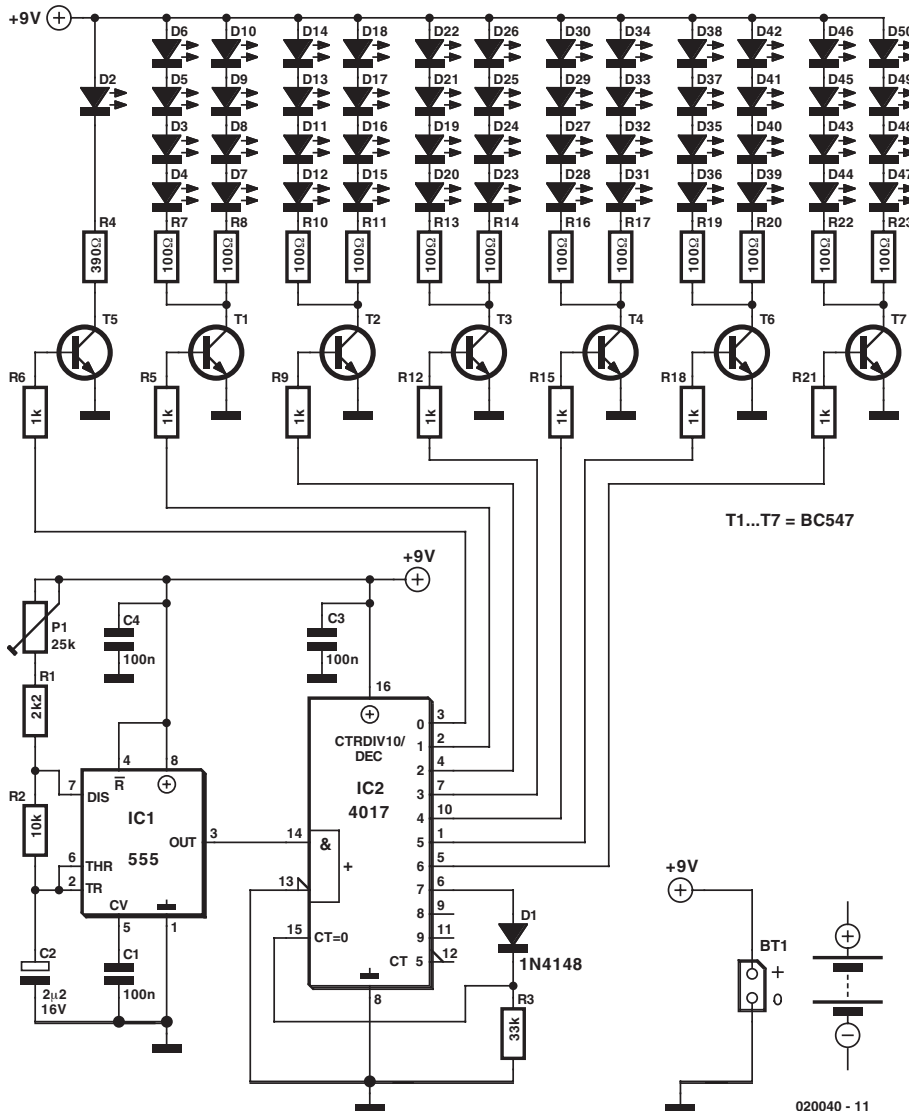 +9V
D6 D10 D14 D18 D22 D26 D30 D34 D38 D42 D46 D50
D2 D5 D9 D13 D17 D21 D25 D29 D33 D37 D41 D45 D49
D3 D8 D11 D16 D19 D24 D27 D32 D35 D40 D43 D48
D4 D7 D12 D15 D20 D23 D28 D31 D36 D39 D44 D47
R4 R7 R8 R10 R11 R13 R14 R16 R17 R19 R20 R22 R23
390Ω 100Ω 100Ω 100Ω 100Ω 100Ω 100Ω 100Ω 100Ω 100Ω 100Ω 100Ω 100Ω
T5 T1 T2 T3 T4 T6 T7
R6 R5 R9 R12 R15 R18 R21
1k 1k 1k 1k 1k 1k 1k
T1...T7 = BC547
+9V
P1
25k
C4
100n
C3
100n
R1
2k2
16
CTRDIV10/
DEC
IC2
4017
0 3
1 2
2 4
3 7
4 10
5 1
6 5
7 6
8 9
9 11
CT 5 12
4 8
R
7 DIS
R2
10k
IC1
555
OUT 3
6 THR
2 TR
CV
5 1
14 &
+
13
15 CT=0
8
C2
2µ2
16V
C1
100n
D1
1N4148
R3
33k
+9V
BT1
+
0
020040 - 11